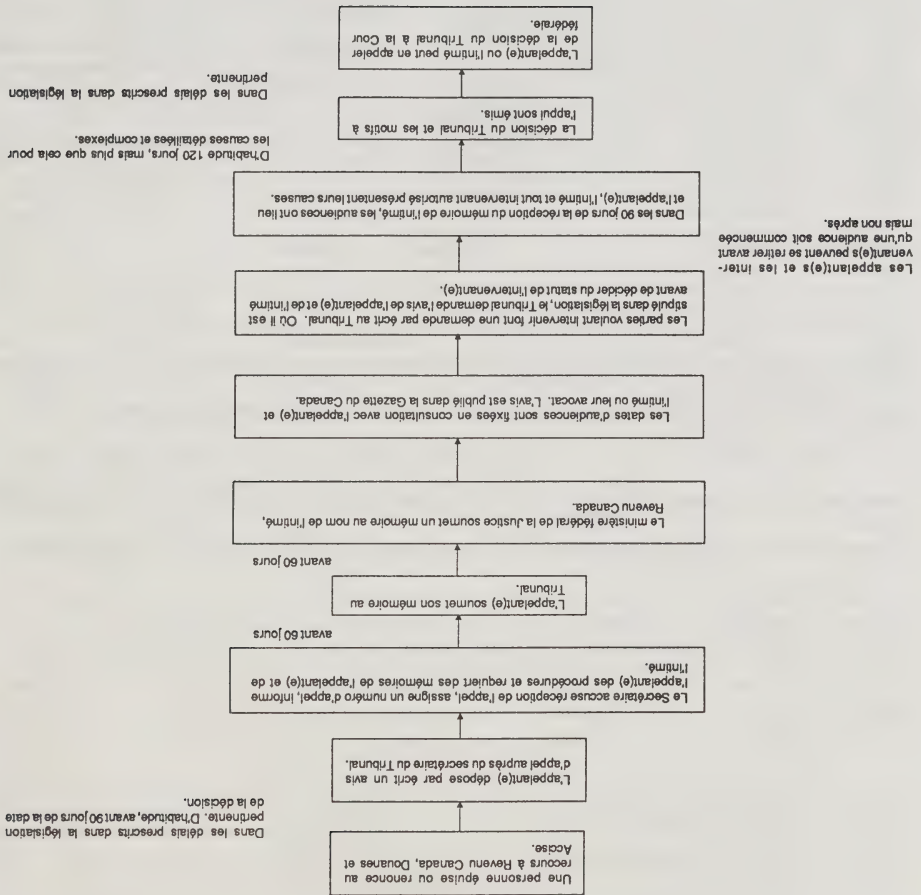 Une personne épuise ou renonce au
recours à Revenu Canada, Douanes et
Accise.
Dans les délais prescrits dans la législation
pertinente. D'habitude, avant 90 jours de la date
de la décision.
L'appelant(e) dépose par écrit un avis
d'appel auprès du secrétaire du Tribunal.
Le Secrétaire accuse réception de l'appel, assigne un numéro d'appel, informe
l'appelant(e) des procédures et requiert des mémoires de l'appelant(e) et de
l'intimé.
avant 60 jours
L'appelant(e) soumet son mémoire au
Tribunal.
avant 60 jours
Le ministère fédéral de la Justice soumet un mémoire au nom de l'intimé,
Revenu Canada.
Les dates d'audiences sont fixées en consultation avec l'appelant(e) et
l'intimé ou leur avocat. L'avis est publié dans la Gazette du Canada.
Les parties voulant intervenir font une demande par écrit au Tribunal. Où il est
stipulé dans la législation, le Tribunal demande l'avis de l'appelant(e) et de l'intimé
avant de décider du statut de l'intervenant(e).
Les appelant(e)s et les inter-
venant(e)s peuvent se retirer avant
qu'une audience soit commencée
mais non après.
Dans les 90 jours de la réception du mémoire de l'intimé, les audiences ont lieu
et l'appelant(e), l'intimé et tout intervenant autorisé présentent leurs causes.
D'habitude 120 jours, mais plus que cela pour
les causes détaillées et complexes.
La décision du Tribunal et les motifs à
l'appui sont émis.
Dans les délais prescrits dans la législation
pertinente.
L'appelant(e) ou l'intimé peut en appeler
de la décision du Tribunal à la Cour
fédérale.